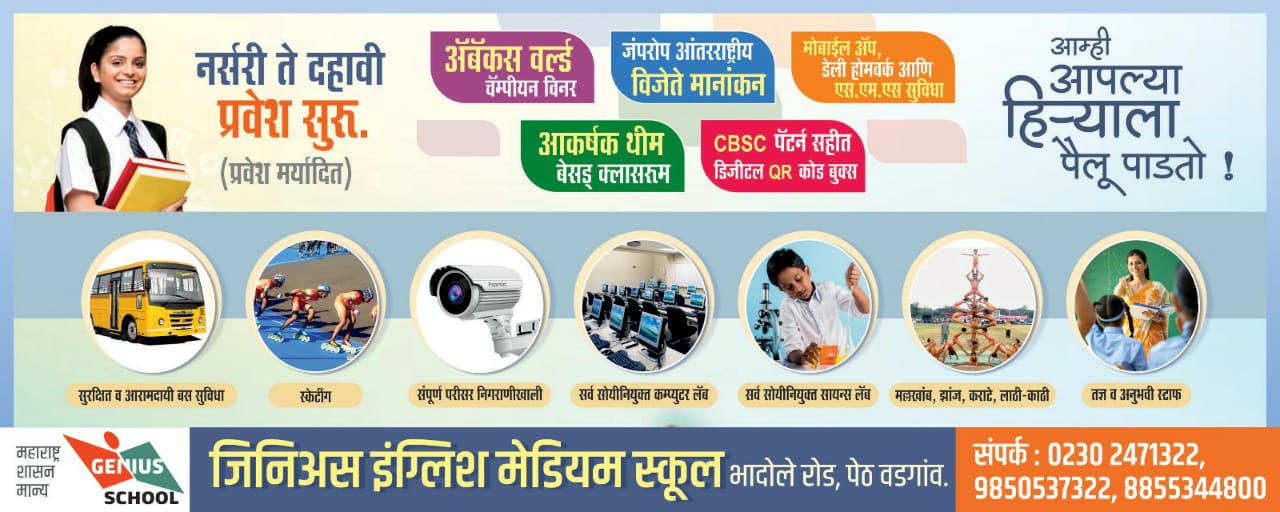 नर्सरी ते दहावी
प्रवेश सुरू.
(प्रवेश मर्यादित)
ॲबॅकस वर्ल्ड
चॅम्पीयन विनर
जंपरोप आंतरराष्ट्रीय
विजेते मानांकन
मोबाईल ॲप,
डेली होमवर्क आणि
एस.एम.एस सुविधा
आकर्षक थीम
बेसड् क्लासरूम
CBSC पॅटर्न सहीत
डिजीटल QR कोड बुक्स
आम्ही
आपल्या
हिऱ्याला
पैलू पाडतो !
honic
सुरक्षित व आरामदायी बस सुविधा
स्केटींग
संपूर्ण परीसर निगराणीखाली
सर्व सोयीनियुक्त कम्प्युटर लॅब
सर्व सोयीनियुक्त सायन्स लॅब
मल्लखांब, झांज, कराटे, लाठी-काठी
तज्ञ व अनुभवी स्टाफ
महाराष्ट्र
शासन
मान्य
GENIUS
SCHOOL
जिनिअस इंग्लिश मेडियम स्कूल भादोले रोड, पेठ वडगांव.
संपर्क : 0230 2471322,
9850537322, 8855344800